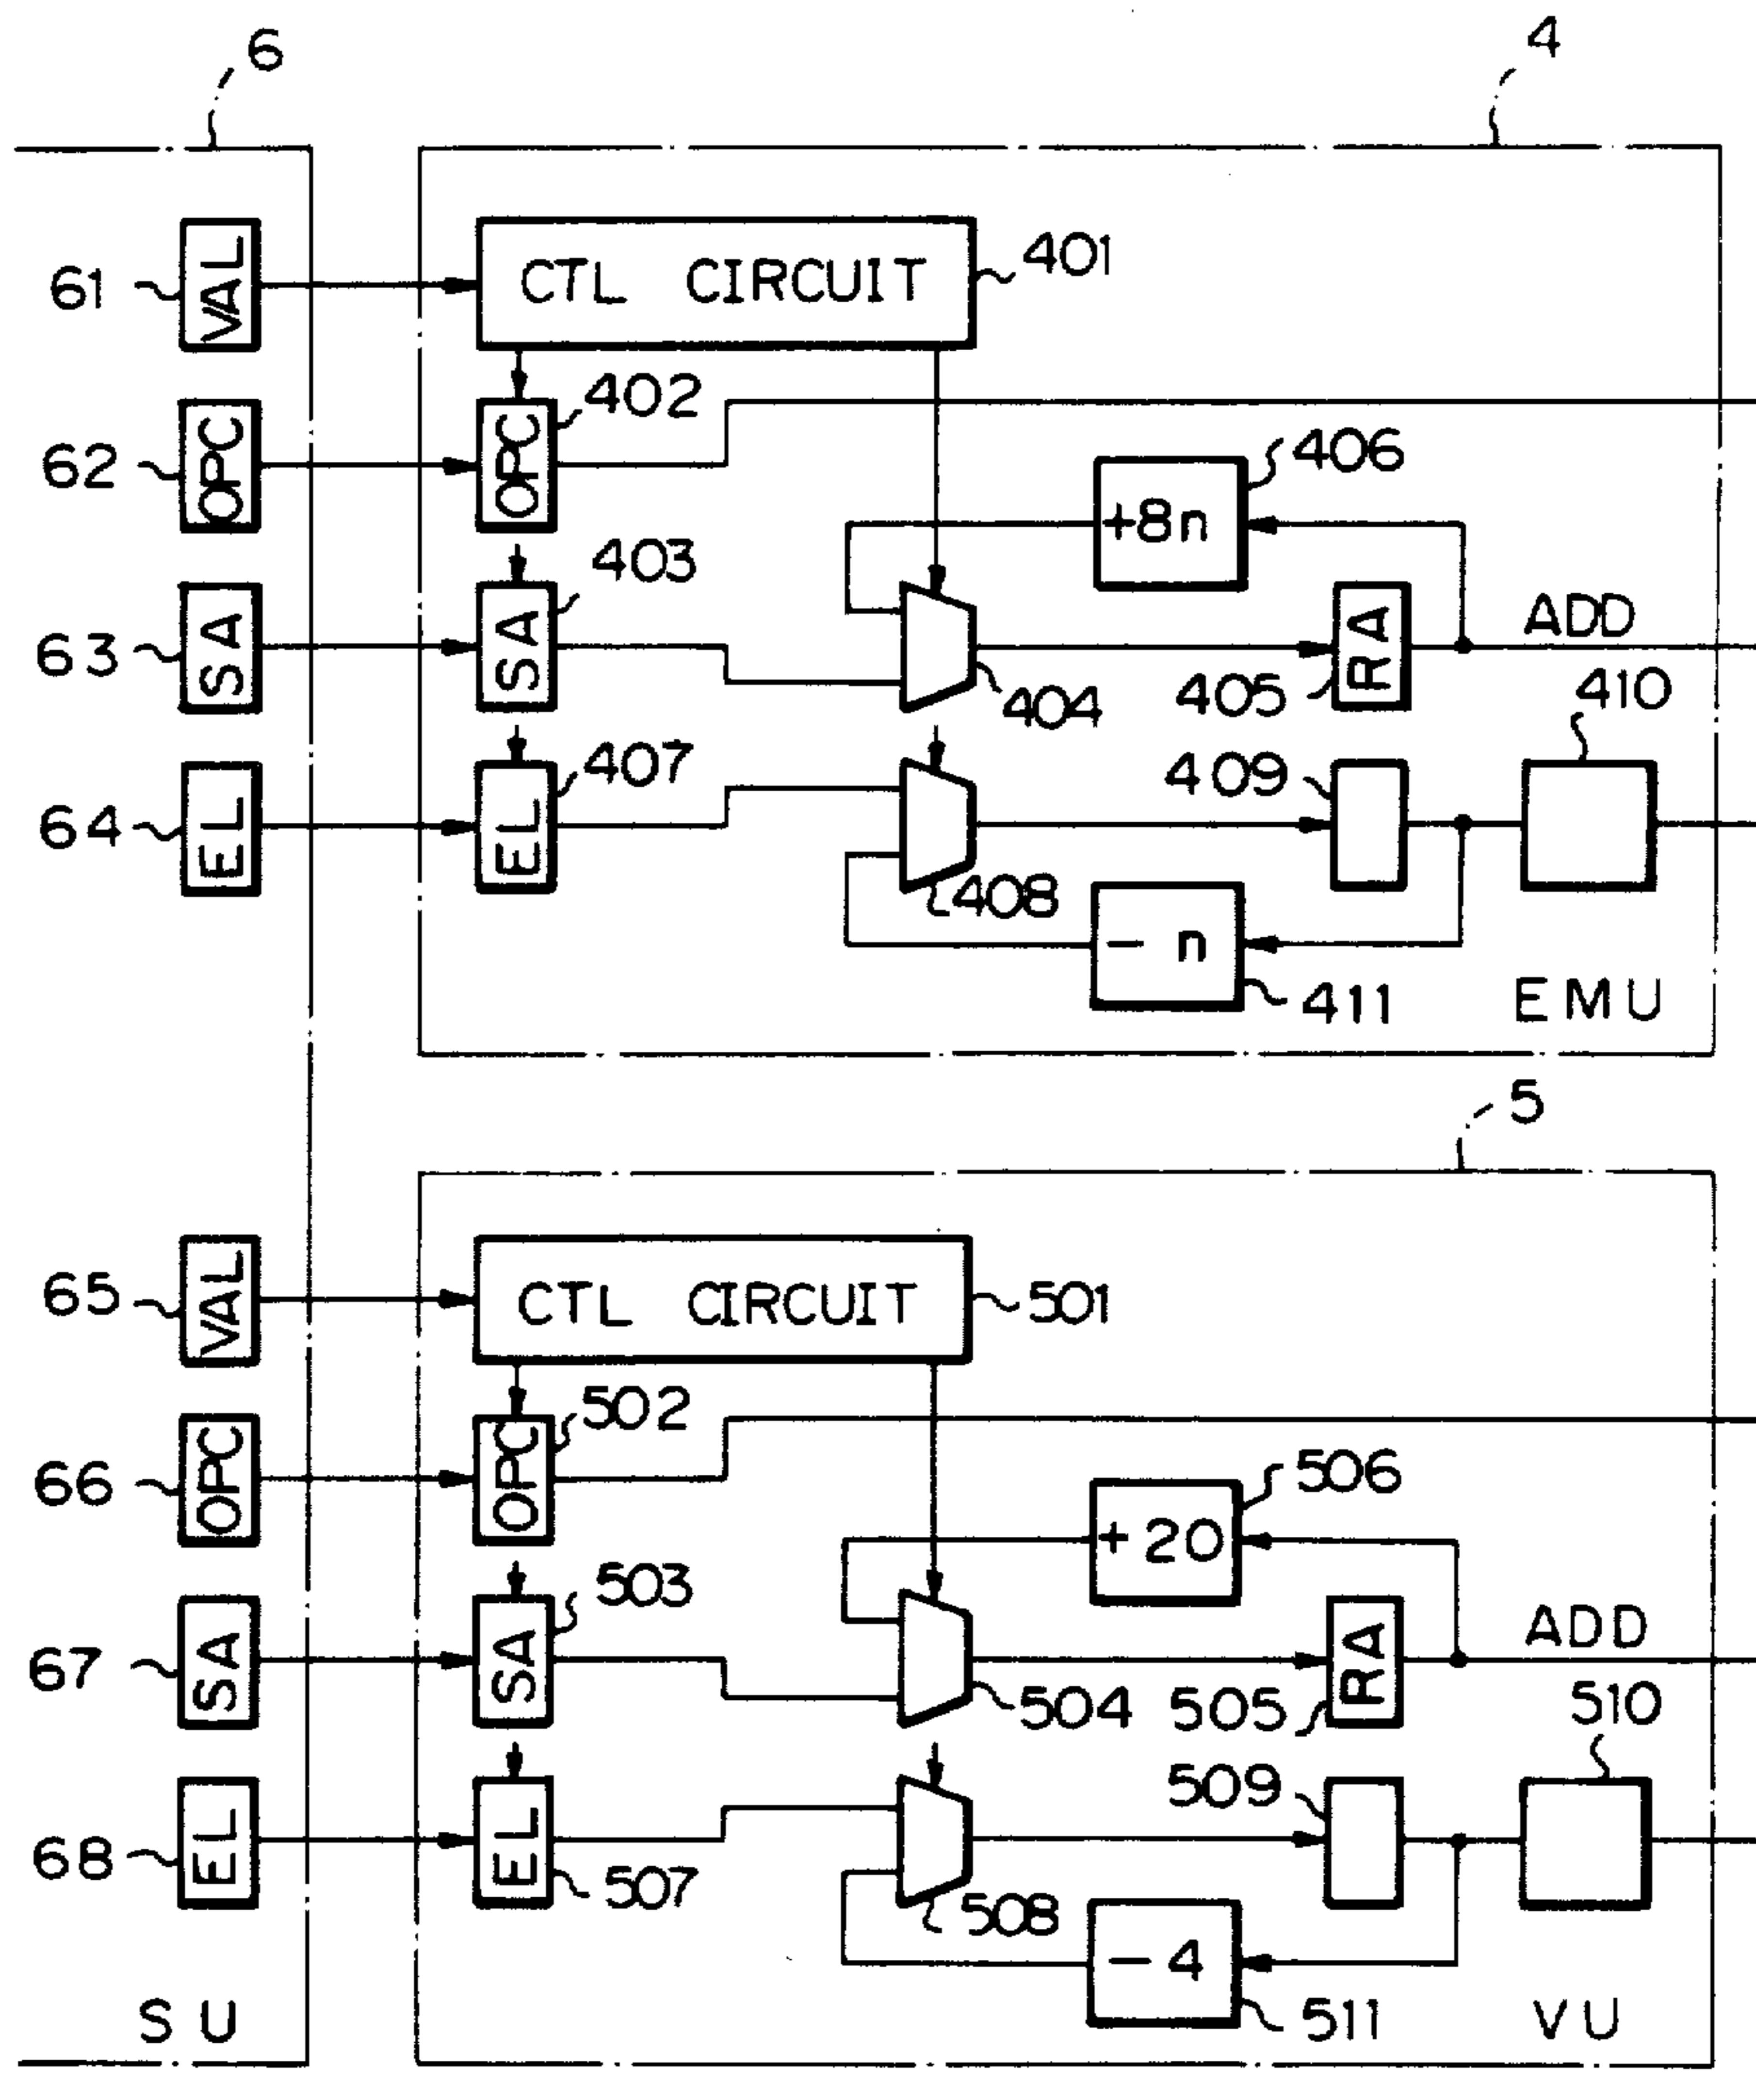 6
4
61
VAL
CTL CIRCUIT
401
62
OPC
OPC
402
+8n
406
63
SA
SA
403
404
405
RA
ADD
410
64
EL
EL
407
408
409
- n
411
EMU
5
65
VAL
CTL CIRCUIT
501
66
OPC
OPC
502
+ 20
506
67
SA
SA
503
504
505
RA
ADD
510
68
EL
EL
507
508
509
- 4
511
SU
VU